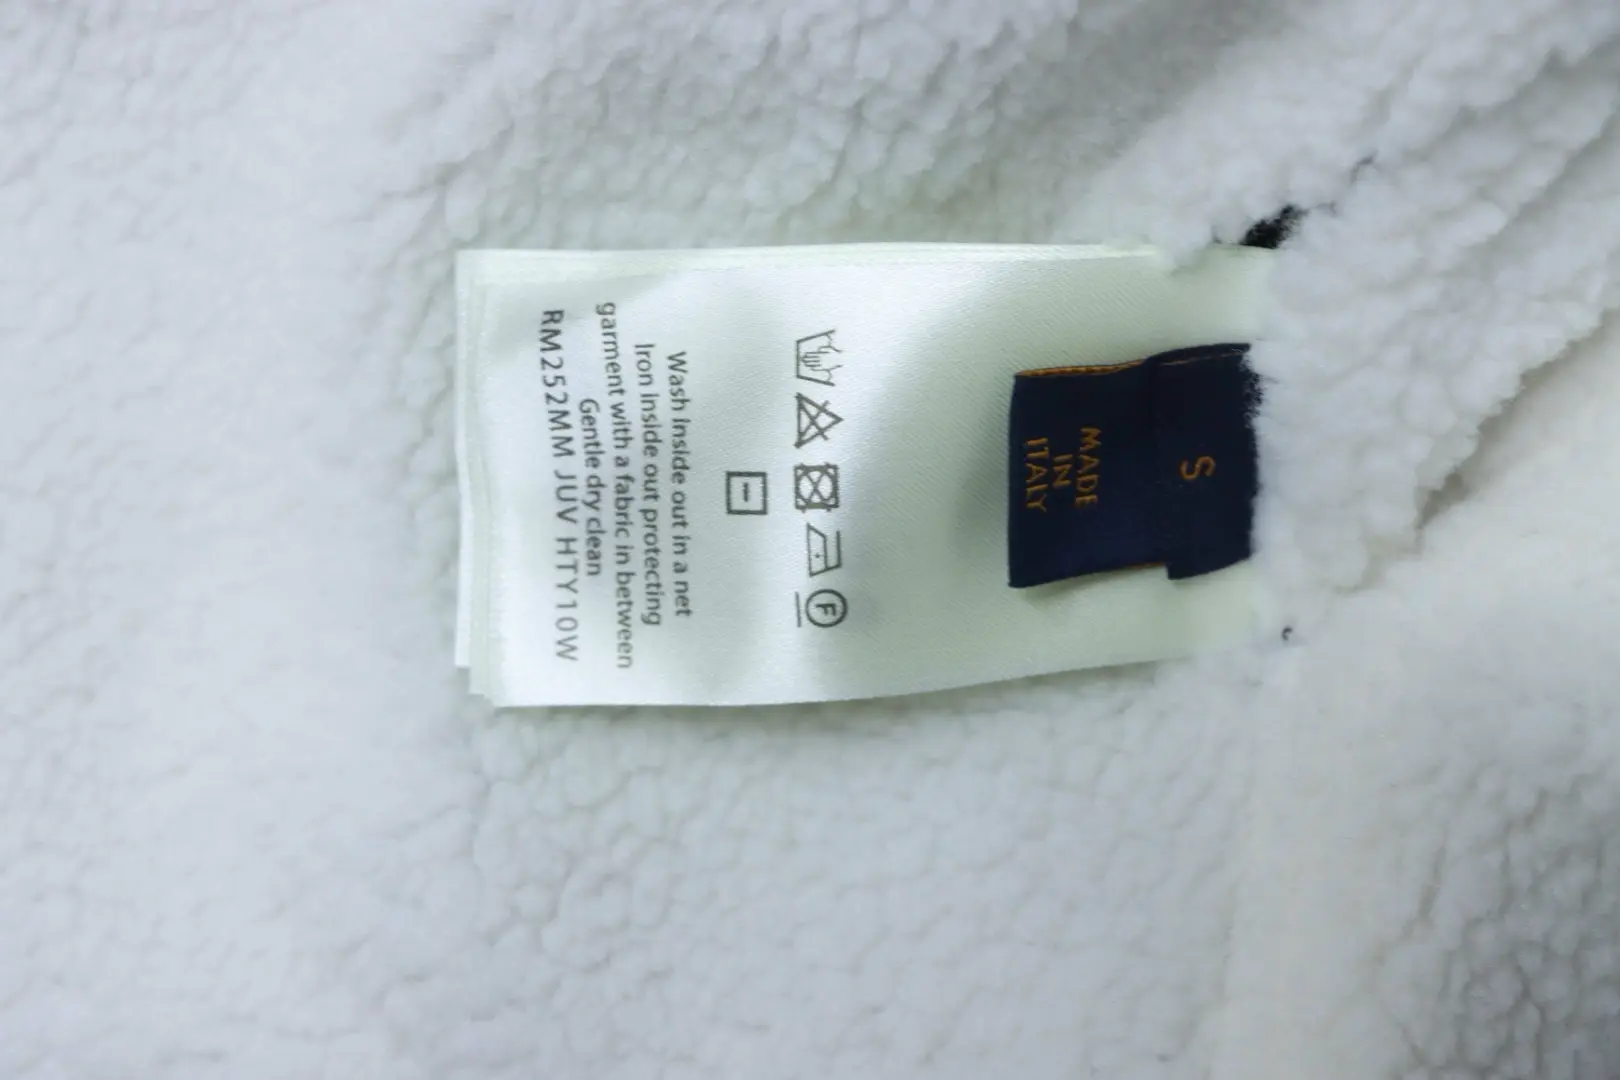 S
MADE
IN
ITALY
F
Wash inside out in a net
Iron inside out protecting
garment with a fabric in between
Gentle dry clean
RM252MM JUV HTY10W